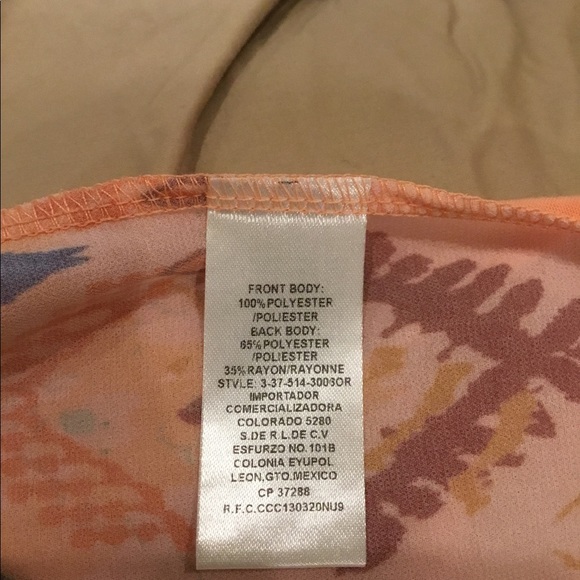 FRONT BODY:
100% POLYESTER
/POLIESTER
BACK BODY:
65% POLYESTER
/POLIESTER
35% RAYON/RAYONNE
STYLE: 3-37-514-3006OR
IMPORTADOR
COMERCIALIZADORA
COLORADO 5280
S.DE R.L.DE C.V
ESFURZO NO.101B
COLONIA EYUPOL
LEON,GTO.MEXICO
CP 37288
R.F.C.CCC130320NU9